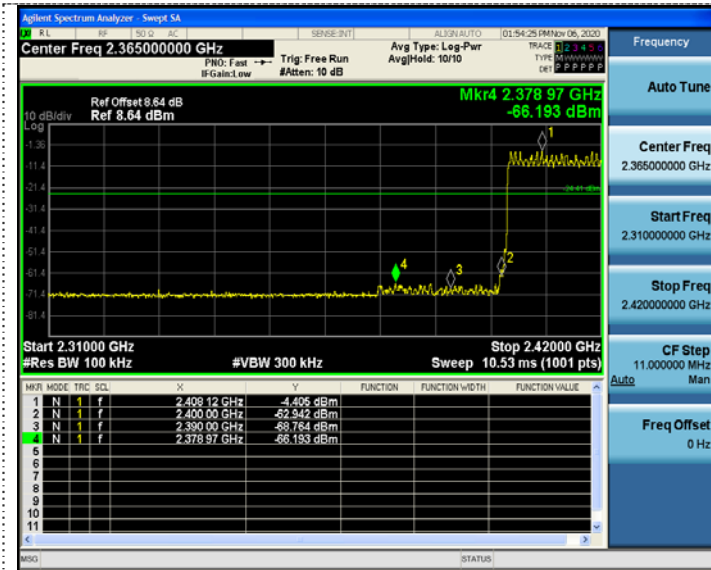 Agilent Spectrum Analyzer - Swept SA
RL RF 50 Ω AC SENSE:INT ALIGNAUTO 01:54:25 PM Nov 06, 2020
Center Freq 2.365000000 GHz
PNO: Fast
IFGain:Low
Trig: Free Run
#Atten: 10 dB
Avg Type: Log-Pwr
Avg|Hold: 10/10
TRACE 1 2 3 4 5 6
TYPE MWWWWW
DET P P P P P P
Frequency
Mkr4 2.378 97 GHz
-66.193 dBm
Ref Offset 8.64 dB
10 dB/div Ref 8.64 dBm
Log
-1.36
-11.4
-21.4
-31.4
-41.4
-51.4
-61.4
-71.4
-81.4
-24.41 dBm
1
2
3
4
Start 2.31000 GHz Stop 2.42000 GHz
#Res BW 100 kHz #VBW 300 kHz Sweep 10.53 ms (1001 pts)
MKR MODE TRC SCL X Y FUNCTION FUNCTION WIDTH FUNCTION VALUE
1 N 1 f 2.408 12 GHz -4.405 dBm
2 N 1 f 2.400 00 GHz -62.942 dBm
3 N 1 f 2.390 00 GHz -68.764 dBm
4 N 1 f 2.378 97 GHz -66.193 dBm
5
6
7
8
9
10
11
MSG STATUS
Auto Tune
Center Freq
2.365000000 GHz
Start Freq
2.310000000 GHz
Stop Freq
2.420000000 GHz
CF Step
11.000000 MHz
Auto Man
Freq Offset
0 Hz